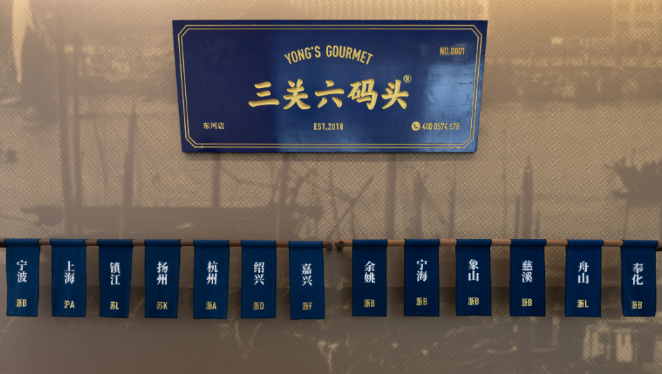 YONG'S GOURMET
NO.0001
三关六码头®
东河店
EST.2018
400 0574 678
宁波
浙B
上海
沪A
镇江
苏L
扬州
苏K
杭州
浙A
绍兴
浙D
嘉兴
浙F
余姚
浙B
宁海
浙B
象山
浙B
慈溪
浙B
舟山
浙L
奉化
浙B